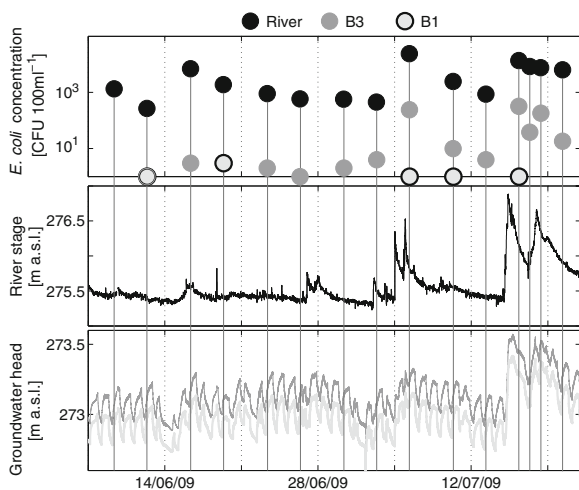 River B3 B1
E. coli concentration
[CFU 100ml⁻¹]
10³
10¹
River stage
[m a.s.l.]
276.5
275.5
Groundwater head
[m a.s.l.]
273.5
273
14/06/09 28/06/09 12/07/09